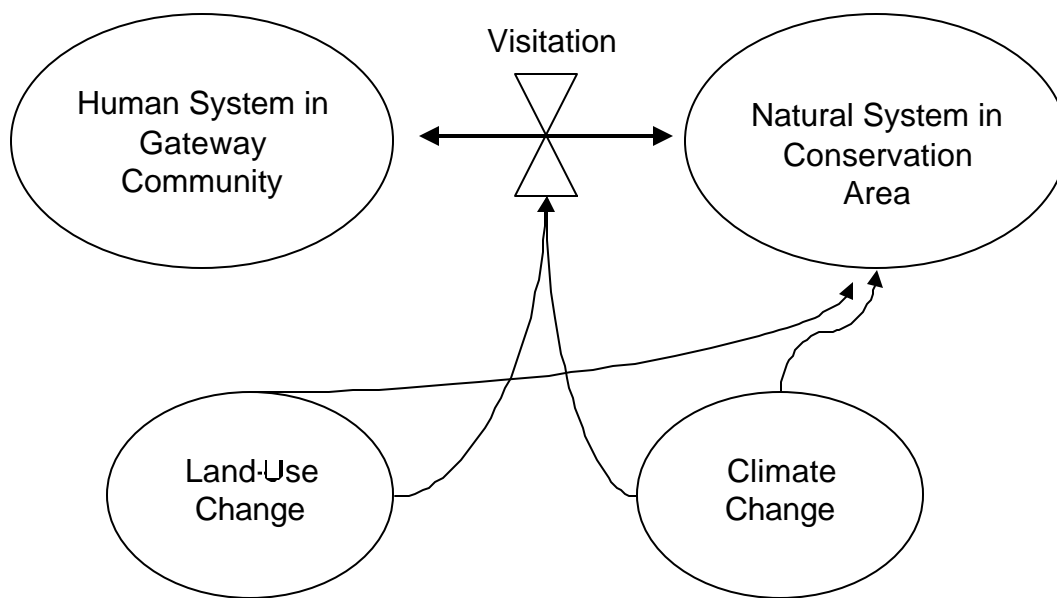 Visitation
Human System in
Gateway
Community
Natural System in
Conservation
Area
Land-Use
Change
Climate
Change